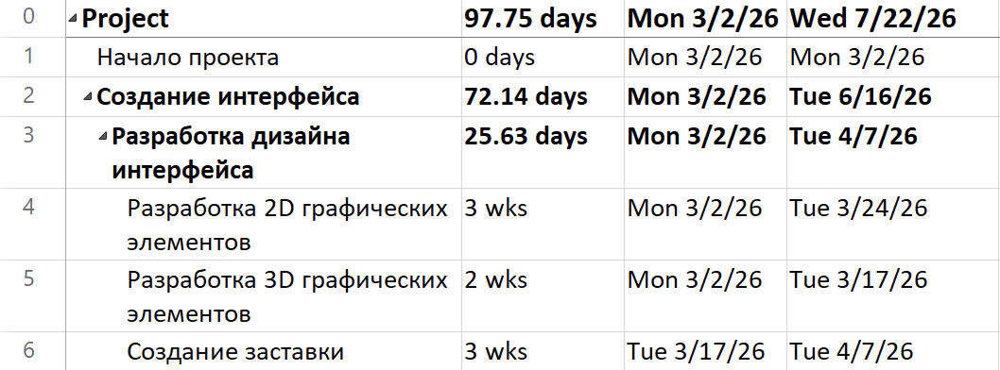 0 Project 97.75 days Mon 3/2/26 Wed 7/22/26
1 Начало проекта 0 days Mon 3/2/26 Mon 3/2/26
2 Создание интерфейса 72.14 days Mon 3/2/26 Tue 6/16/26
3 Разработка дизайна 25.63 days Mon 3/2/26 Tue 4/7/26
интерфейса
4 Разработка 2D графических 3 wks Mon 3/2/26 Tue 3/24/26
элементов
5 Разработка 3D графических 2 wks Mon 3/2/26 Tue 3/17/26
элементов
6 Создание заставки 3 wks Tue 3/17/26 Tue 4/7/26